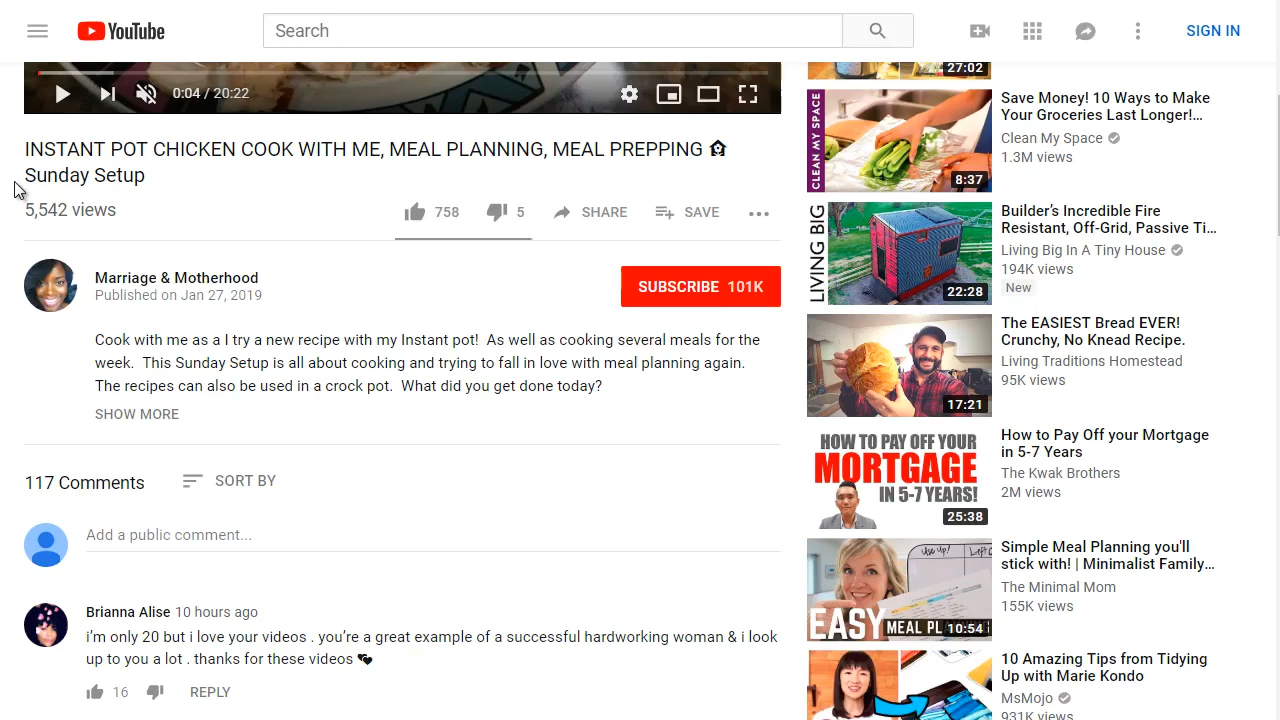 YouTube
Search
SIGN IN
0:04 / 20:22
INSTANT POT CHICKEN COOK WITH ME, MEAL PLANNING, MEAL PREPPING
Sunday Setup
5,542 views
758
5
SHARE
SAVE
Marriage & Motherhood
Published on Jan 27, 2019
SUBSCRIBE 101K
Cook with me as a I try a new recipe with my Instant pot! As well as cooking several meals for the
week. This Sunday Setup is all about cooking and trying to fall in love with meal planning again.
The recipes can also be used in a crock pot. What did you get done today?
SHOW MORE
117 Comments
SORT BY
Add a public comment...
Brianna Alise 10 hours ago
i'm only 20 but i love your videos . you're a great example of a successful hardworking woman & i look
up to you a lot . thanks for these videos
16
REPLY
27:02
CLEAN MY SPACE
8:37
Save Money! 10 Ways to Make
Your Groceries Last Longer!...
Clean My Space
1.3M views
LIVING BIG
22:28
Builder's Incredible Fire
Resistant, Off-Grid, Passive Ti...
Living Big In A Tiny House
194K views
New
17:21
The EASIEST Bread EVER!
Crunchy, No Knead Recipe.
Living Traditions Homestead
95K views
HOW TO PAY OFF YOUR
MORTGAGE
IN 5-7 YEARS!
25:38
How to Pay Off your Mortgage
in 5-7 Years
The Kwak Brothers
2M views
Use up!
EASY MEAL PL
10:54
Simple Meal Planning you'll
stick with! | Minimalist Family...
The Minimal Mom
155K views
10 Amazing Tips from Tidying
Up with Marie Kondo
MsMojo
931K views